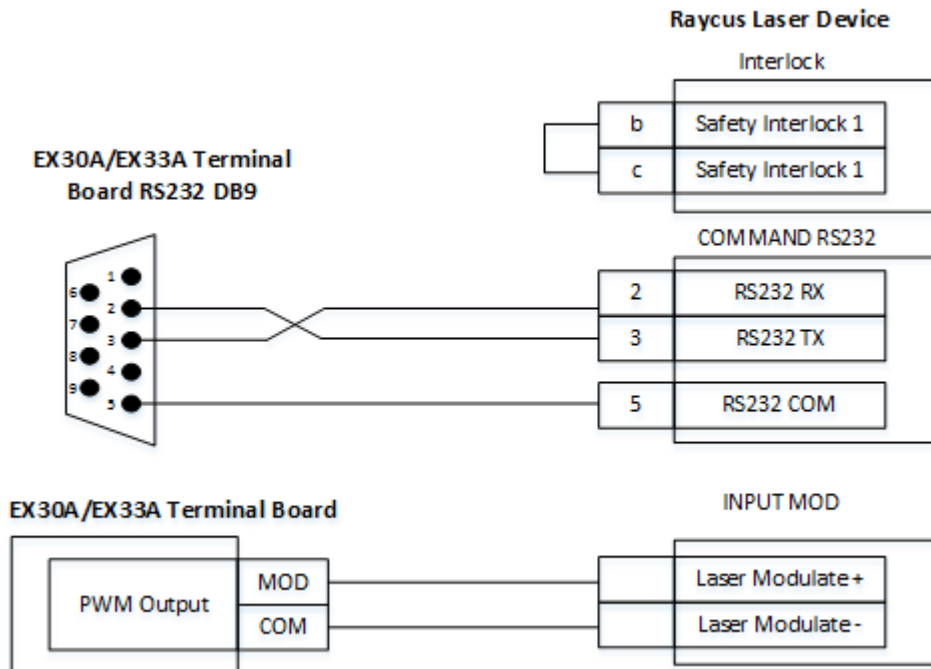 Raycus Laser Device
Interlock
b Safety Interlock 1
c Safety Interlock 1
EX30A/EX33A Terminal
Board RS232 DB9
COMMAND RS232
1
6
2
7
3
8
4
9
5
2 RS232 RX
3 RS232 TX
5 RS232 COM
EX30A/EX33A Terminal Board
INPUT MOD
PWM Output
MOD
COM
Laser Modulate+
Laser Modulate-